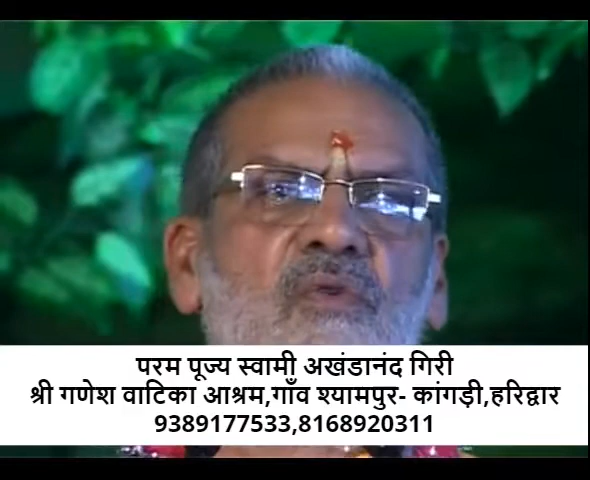 परम पूज्य स्वामी अखंडानंद गिरी
श्री गणेश वाटिका आश्रम,गाँव श्यामपुर- कांगड़ी,हरिद्वार
9389177533,8168920311